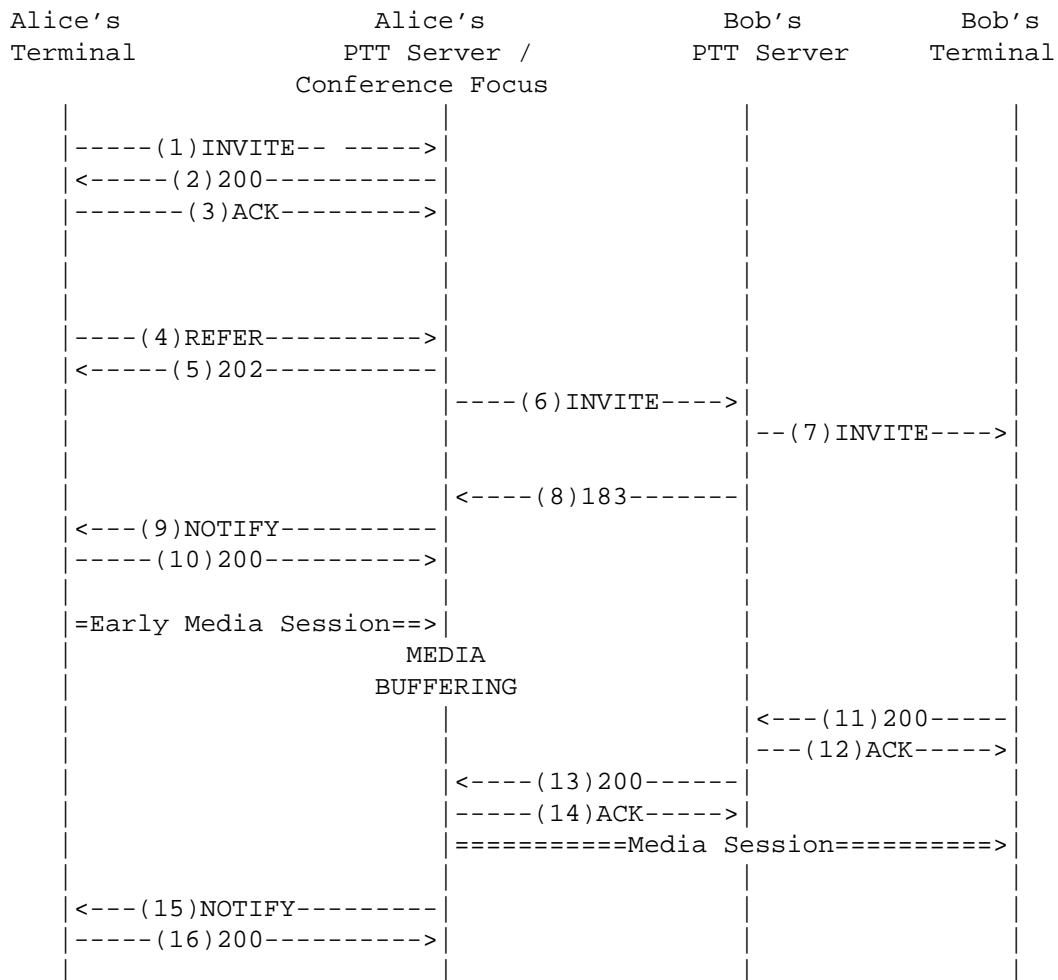 Alice's Alice's Bob's Bob's
Terminal PTT Server / PTT Server Terminal
Conference Focus
| | | |
|-----(1)INVITE-- ----->| | |
|<-----(2)200-----------| | |
|-------(3)ACK--------->| | |
| | | |
| | | |
| | | |
|----(4)REFER---------->| | |
|<-----(5)202-----------| | |
| |----(6)INVITE---->| |
| | |--(7)INVITE---->|
| | | |
| |<----(8)183-------| |
|<---(9)NOTIFY----------| | |
|-----(10)200---------->| | |
| | | |
|=Early Media Session==>| | |
| MEDIA | |
| BUFFERING | |
| | |<---(11)200-----|
| | |---(12)ACK----->|
| |<----(13)200------| |
| |-----(14)ACK----->| |
| |===========Media Session==========>|
| | | |
|<---(15)NOTIFY---------| | |
|-----(16)200---------->| | |
| | | |